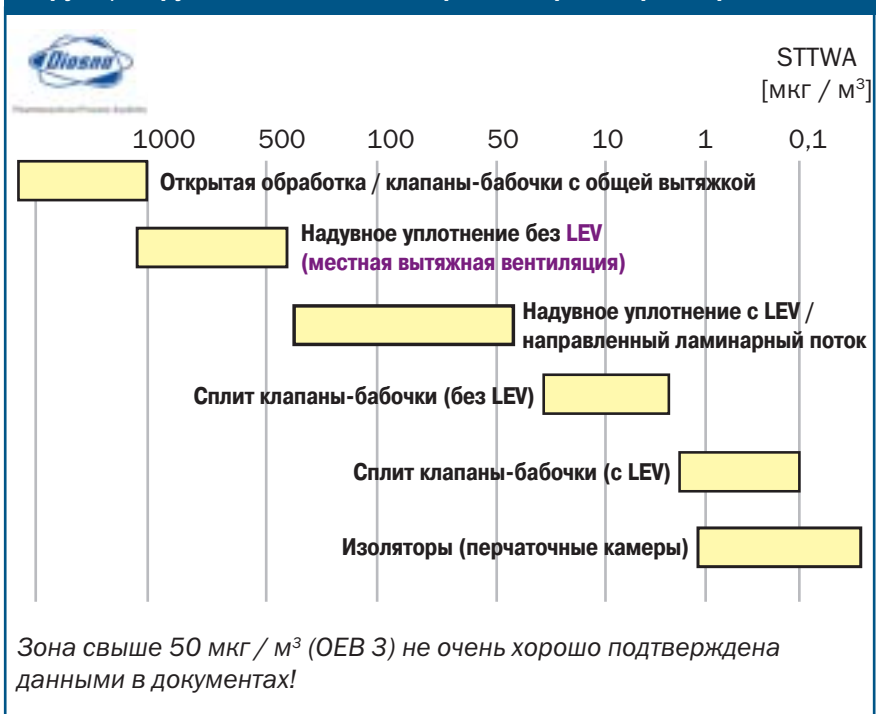 Diosna
STTWA
[мкг / м³]
1000 500 100 50 10 1 0,1
Открытая обработка / клапаны-бабочки с общей вытяжкой
Надувное уплотнение без LEV
(местная вытяжная вентиляция)
Надувное уплотнение с LEV /
направленный ламинарный поток
Сплит клапаны-бабочки (без LEV)
Сплит клапаны-бабочки (с LEV)
Изоляторы (перчаточные камеры)
Зона свыше 50 мкг / м³ (OEB 3) не очень хорошо подтверждена
данными в документах!